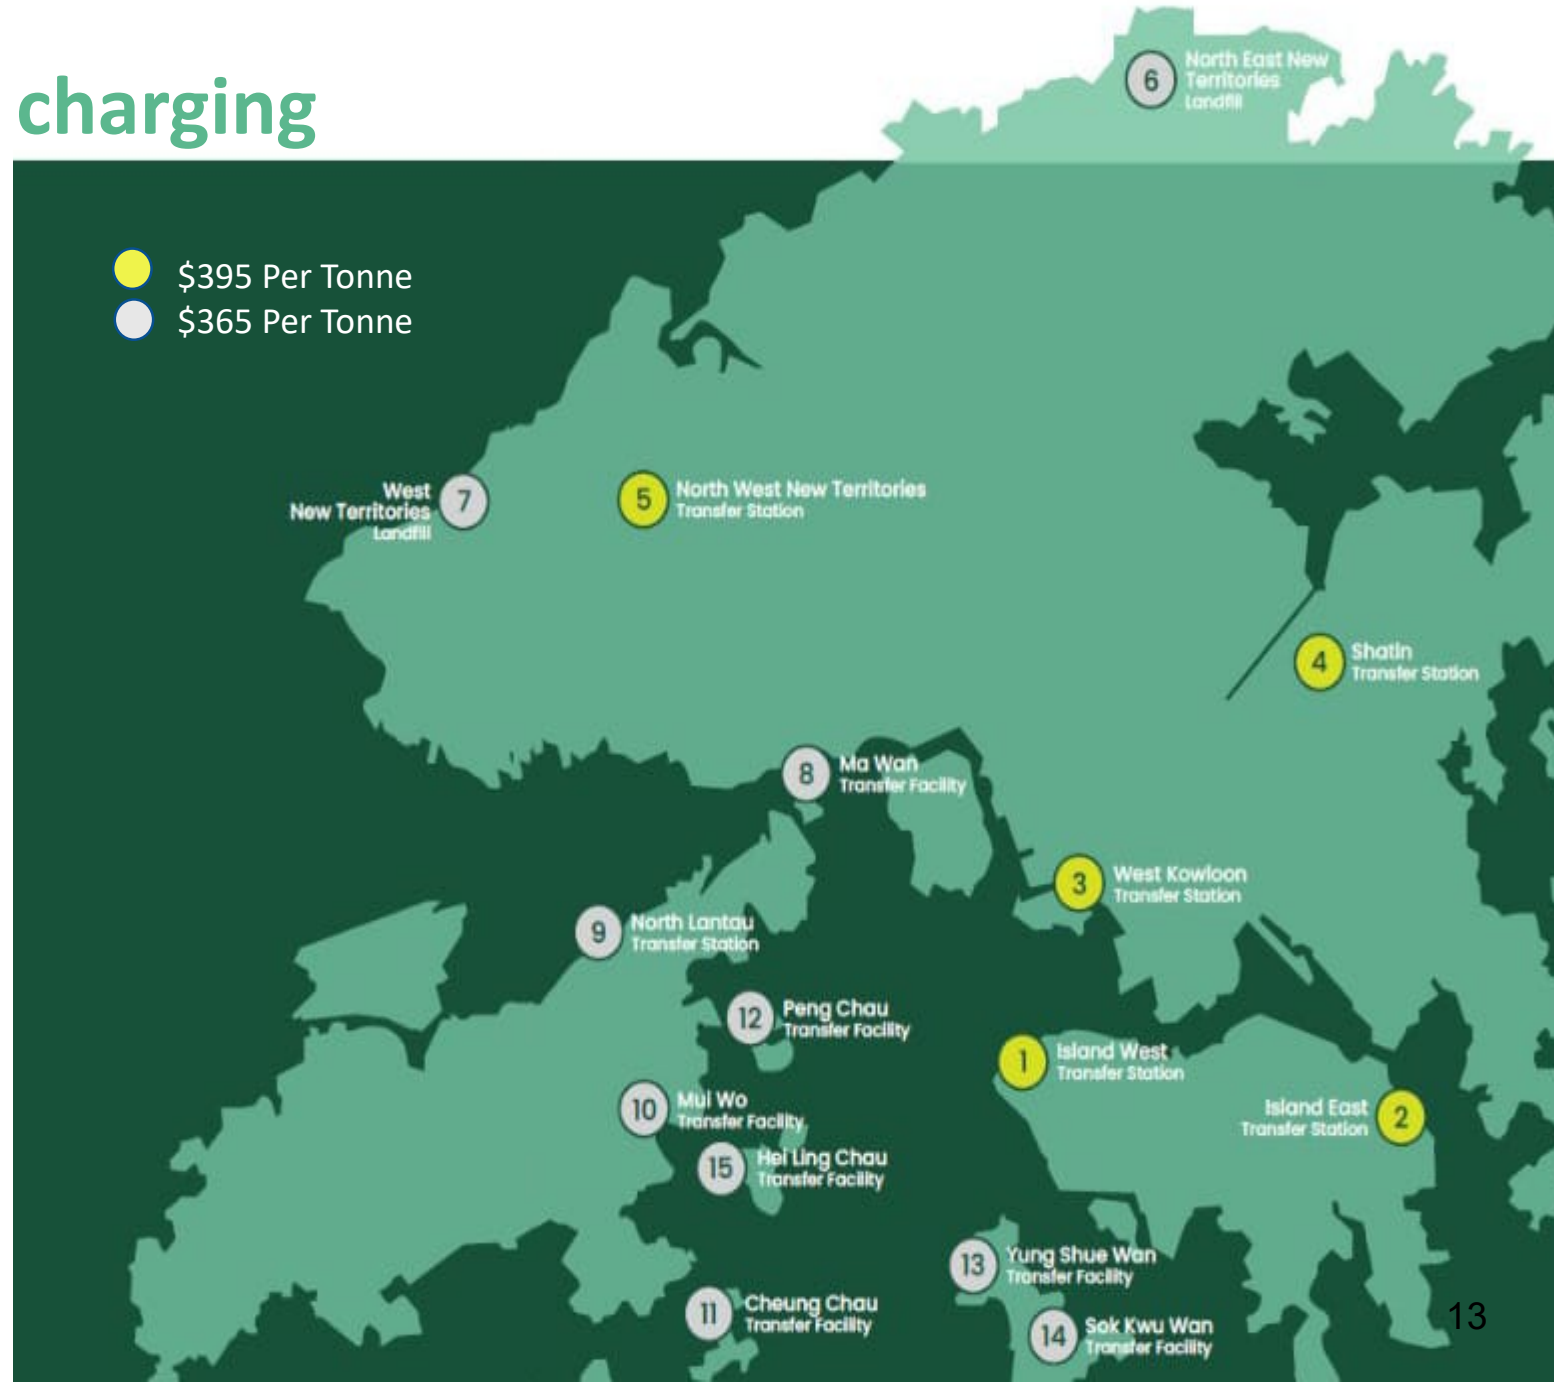 charging
$395 Per Tonne
$365 Per Tonne
6
North East New
Territories
Landfill
West
New Territories
Landfill
7
5
North West New Territories
Transfer Station
4
Shatin
Transfer Station
8
Ma Wan
Transfer Facility
3
West Kowloon
Transfer Station
9
North Lantau
Transfer Station
12
Peng Chau
Transfer Facility
1
Island West
Transfer Station
10
Mui Wo
Transfer Facility
Island East
Transfer Station
2
15
Hei Ling Chau
Transfer Facility
13
Yung Shue Wan
Transfer Facility
11
Cheung Chau
Transfer Facility
14
Sok Kwu Wan
Transfer Facility
13